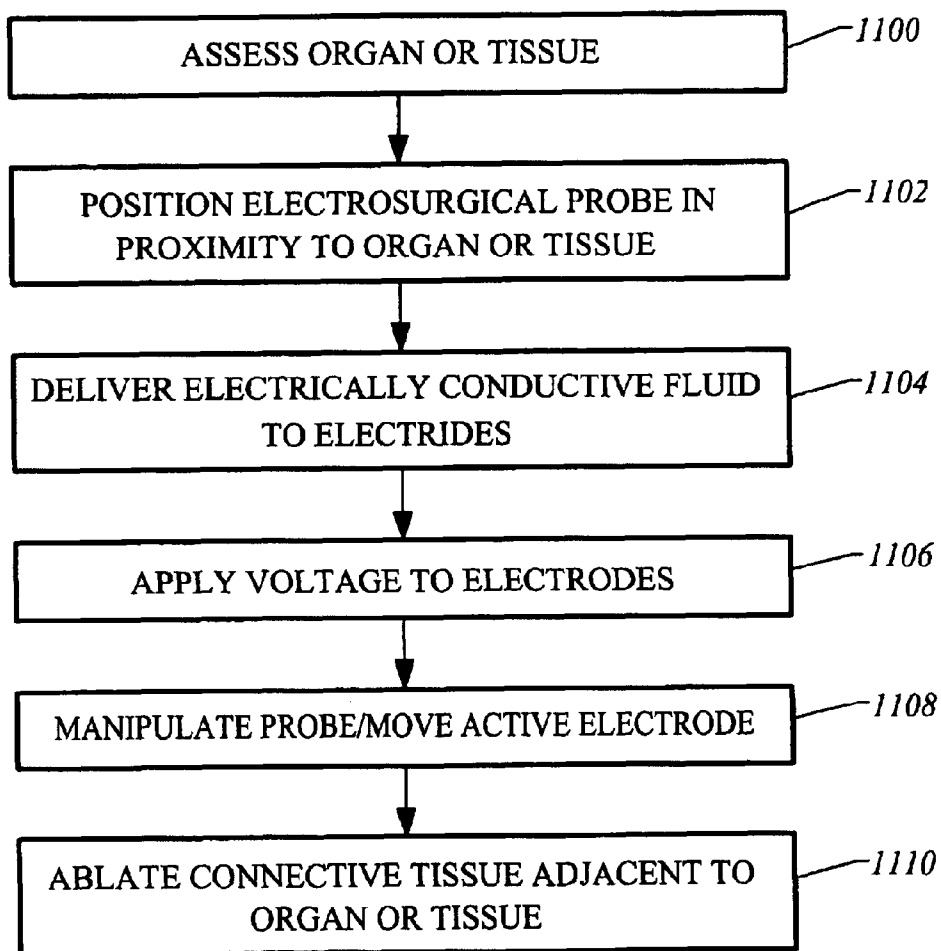 ASSESS ORGAN OR TISSUE
1100
POSITION ELECTROSURGICAL PROBE IN
PROXIMITY TO ORGAN OR TISSUE
1102
DELIVER ELECTRICALLY CONDUCTIVE FLUID
TO ELECTRIDES
1104
APPLY VOLTAGE TO ELECTRODES
1106
MANIPULATE PROBE/MOVE ACTIVE ELECTRODE
1108
ABLATE CONNECTIVE TISSUE ADJACENT TO
ORGAN OR TISSUE
1110